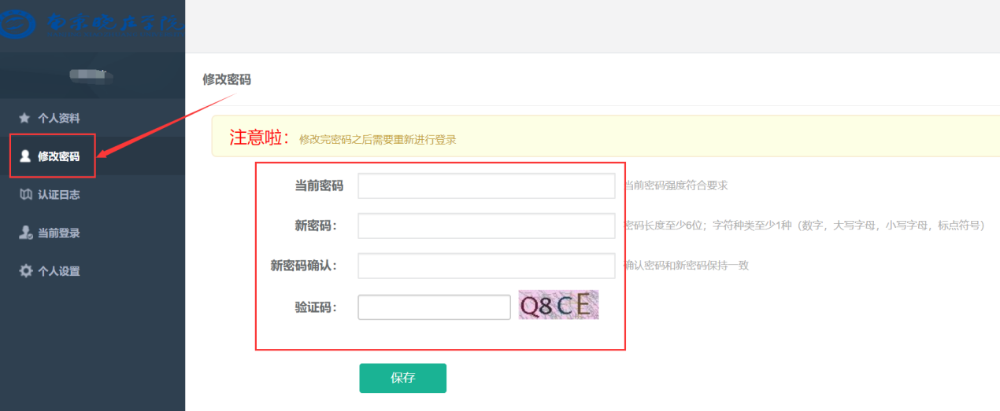 个人资料
修改密码
认证日志
当前登录
个人设置
修改密码
注意啦： 修改完密码之后需要重新进行登录
当前密码 当前密码强度符合要求
新密码： 密码长度至少6位；字符种类至少1种（数字，大写字母，小写字母，标点符号）
新密码确认： 确认密码和新密码保持一致
验证码： Q8CE
保存